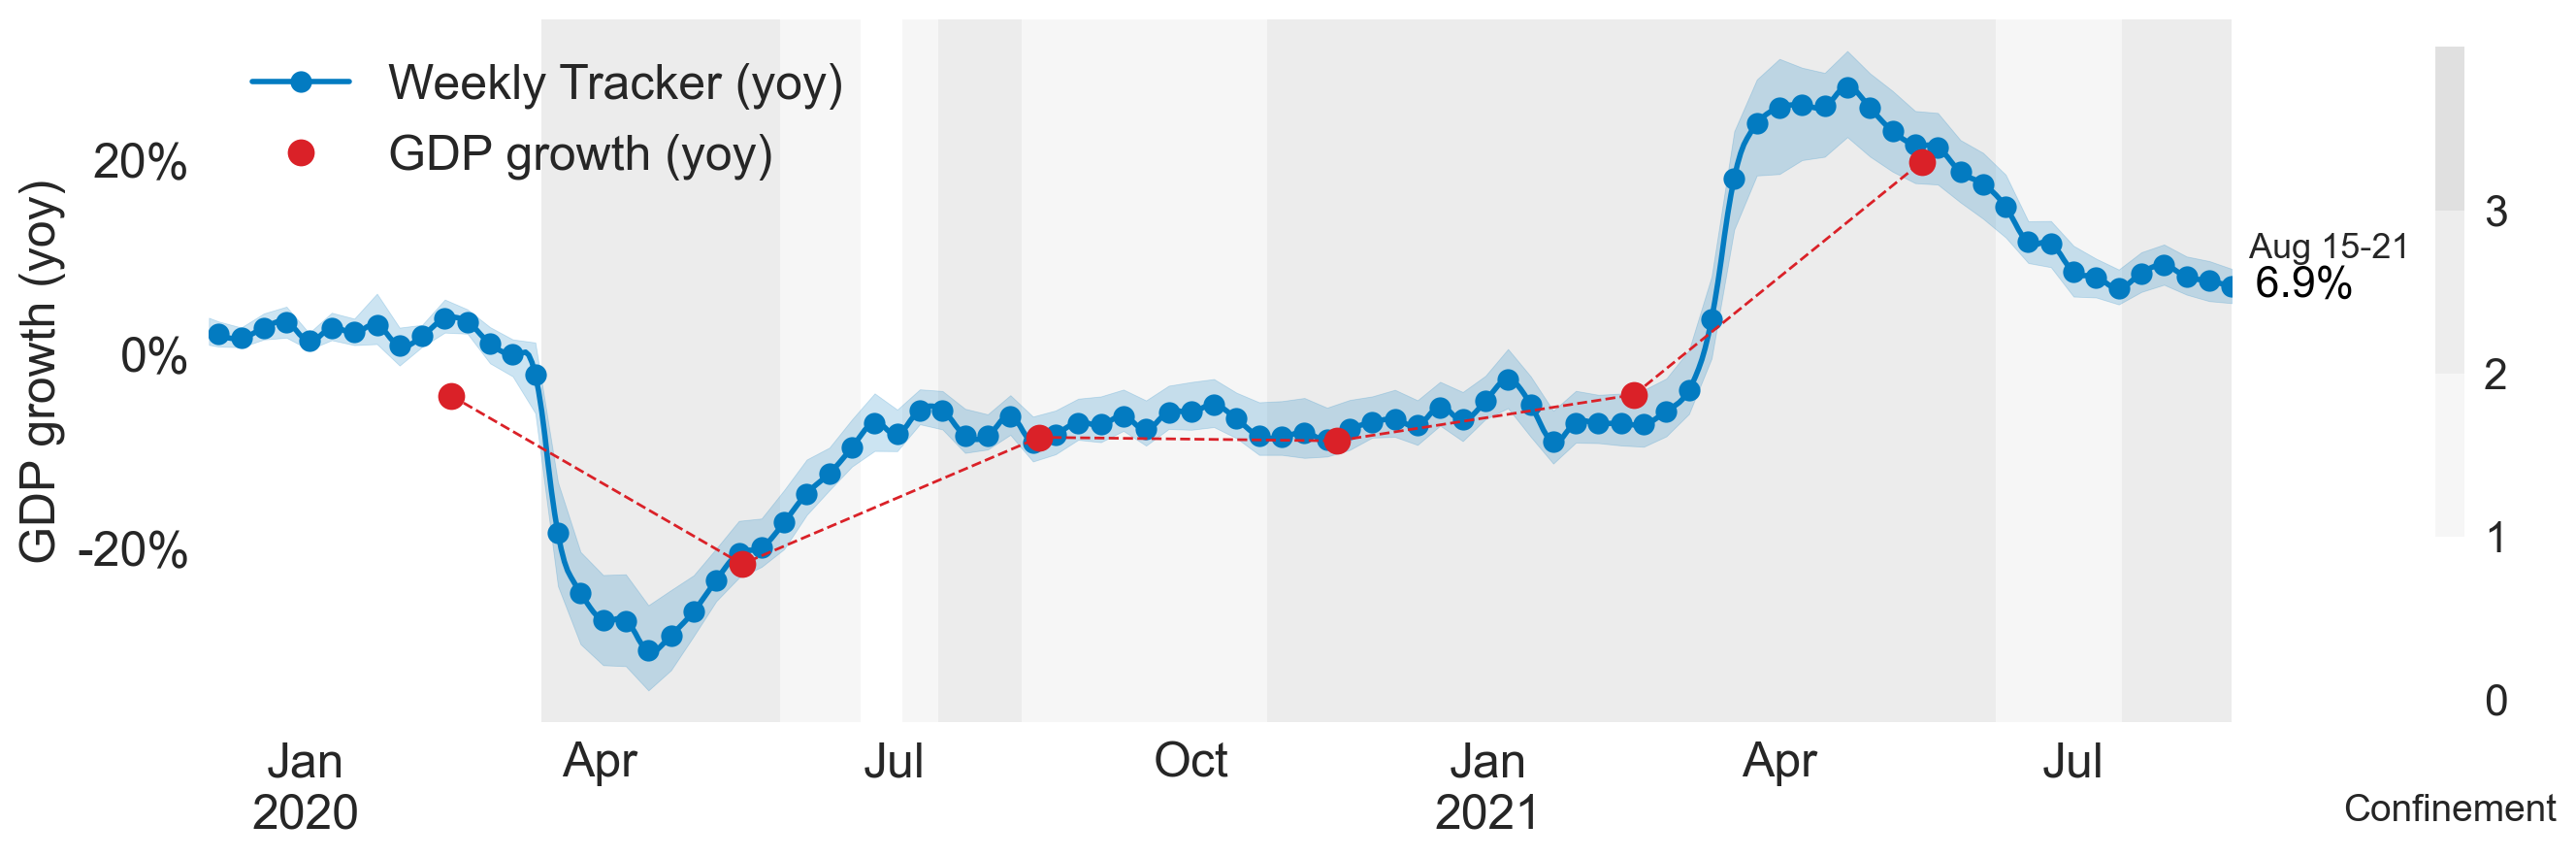 Weekly Tracker (yoy)
GDP growth (yoy)
GDP growth (yoy)
20%
0%
-20%
Aug 15-21
6.9%
3
2
1
0
Jan
2020
Apr
Jul
Oct
Jan
2021
Apr
Jul
Confinement